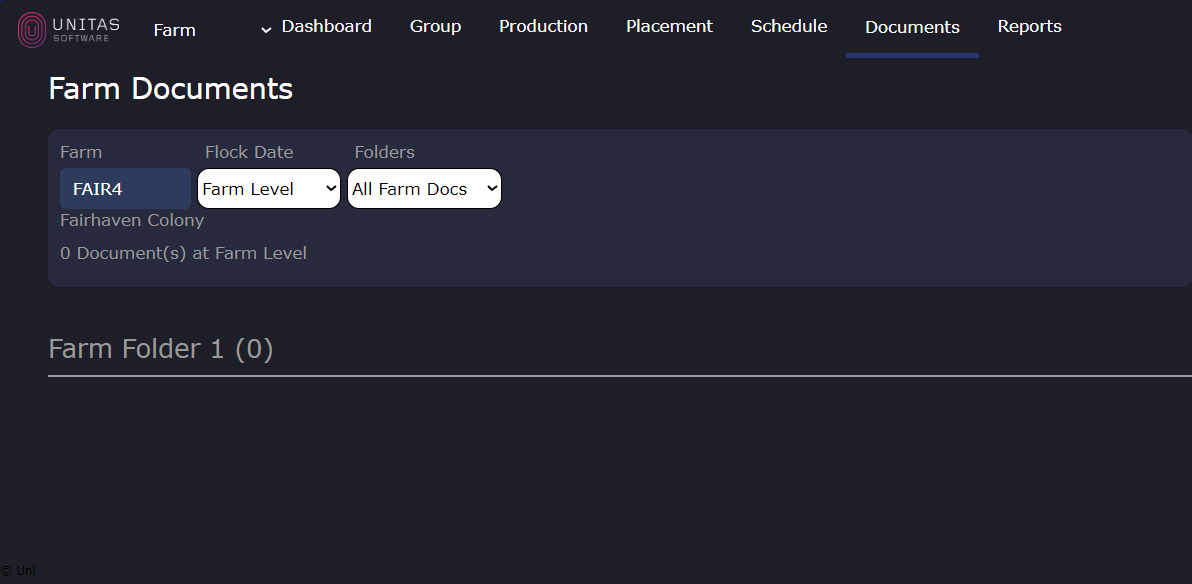 UNITAS
SOFTWARE
Farm Dashboard Group Production Placement Schedule Documents Reports
Farm Documents
Farm Flock Date Folders
FAIR4 Farm Level All Farm Docs
Fairhaven Colony
0 Document(s) at Farm Level
Farm Folder 1 (0)
© Uni